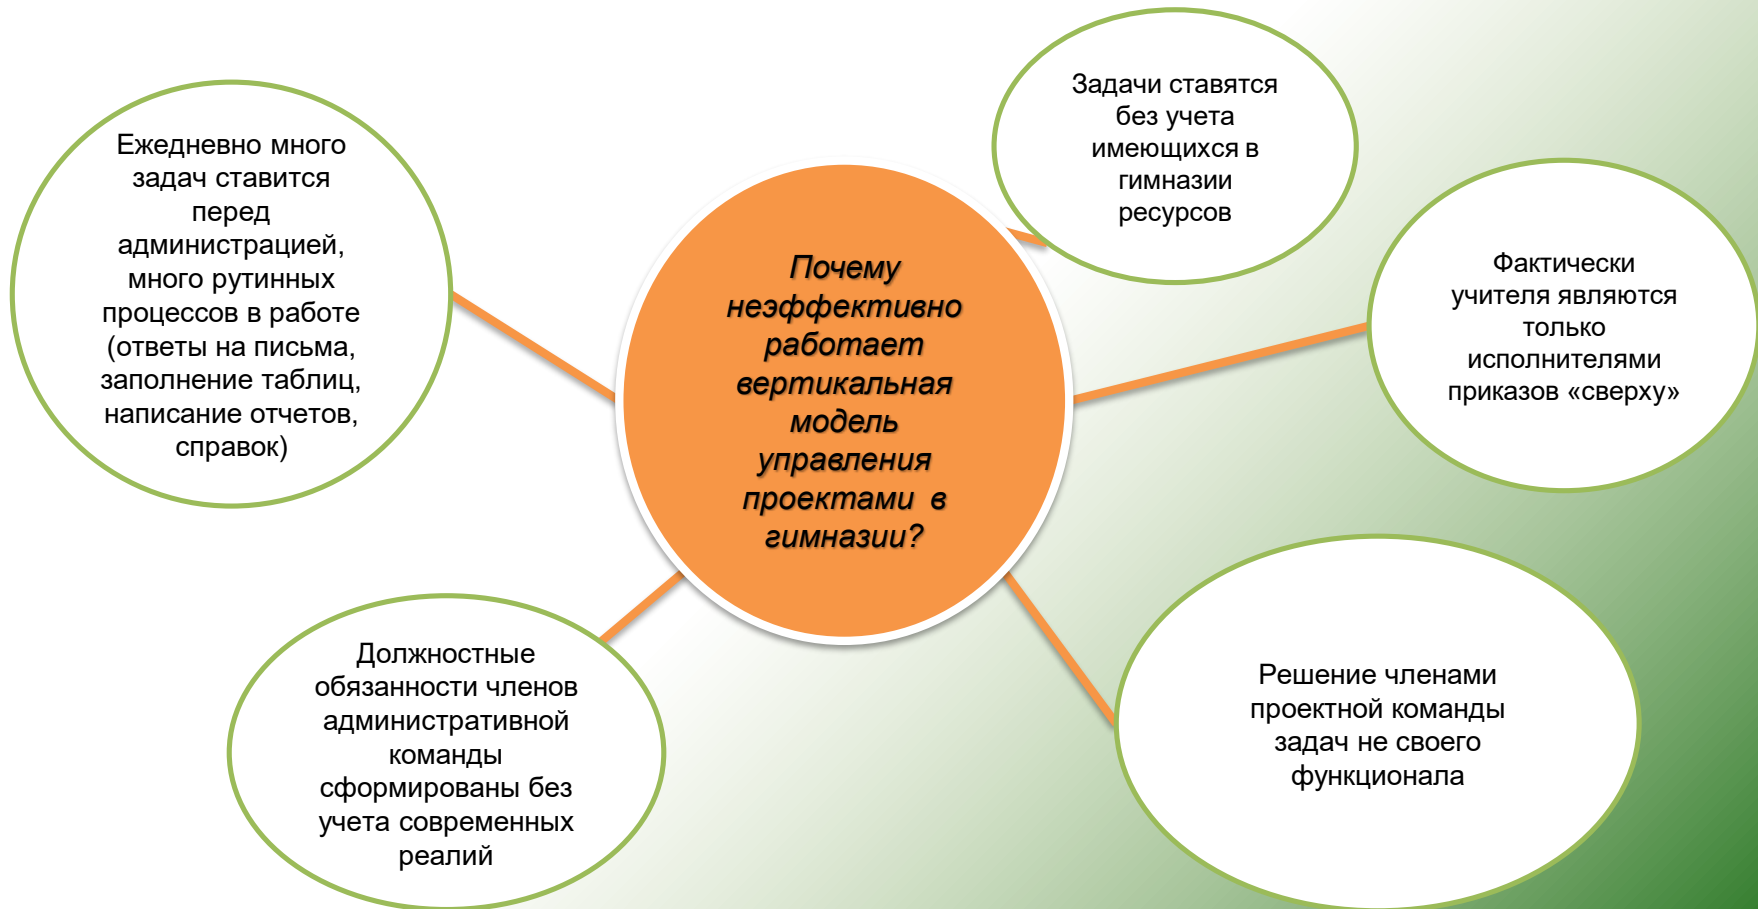 Ежедневно много
задач ставится
перед
администрацией,
много рутинных
процессов в работе
(ответы на письма,
заполнение таблиц,
написание отчетов,
справок)
Почему
неэффективно
работает
вертикальная
модель
управления
проектами в
гимназии?
Задачи ставятся
без учета
имеющихся в
гимназии
ресурсов
Фактически
учителя являются
только
исполнителями
приказов «сверху»
Должностные
обязанности членов
административной
команды
сформированы без
учета современных
реалий
Решение членами
проектной команды
задач не своего
функционала